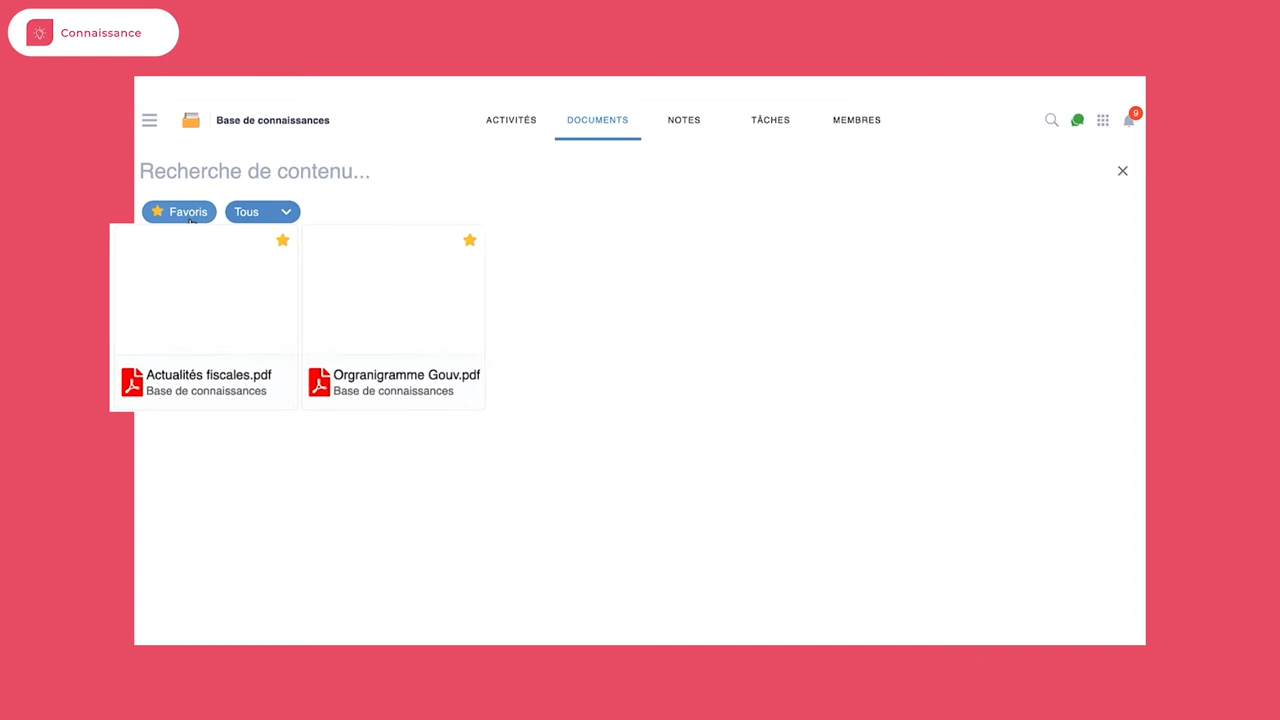 Connaissance
Base de connaissances
ACTIVITÉS
DOCUMENTS
NOTES
TÂCHES
MEMBRES
9
Recherche de contenu...
Favoris
Tous
Actualités fiscales.pdf
Base de connaissances
Orgranigramme Gouv.pdf
Base de connaissances